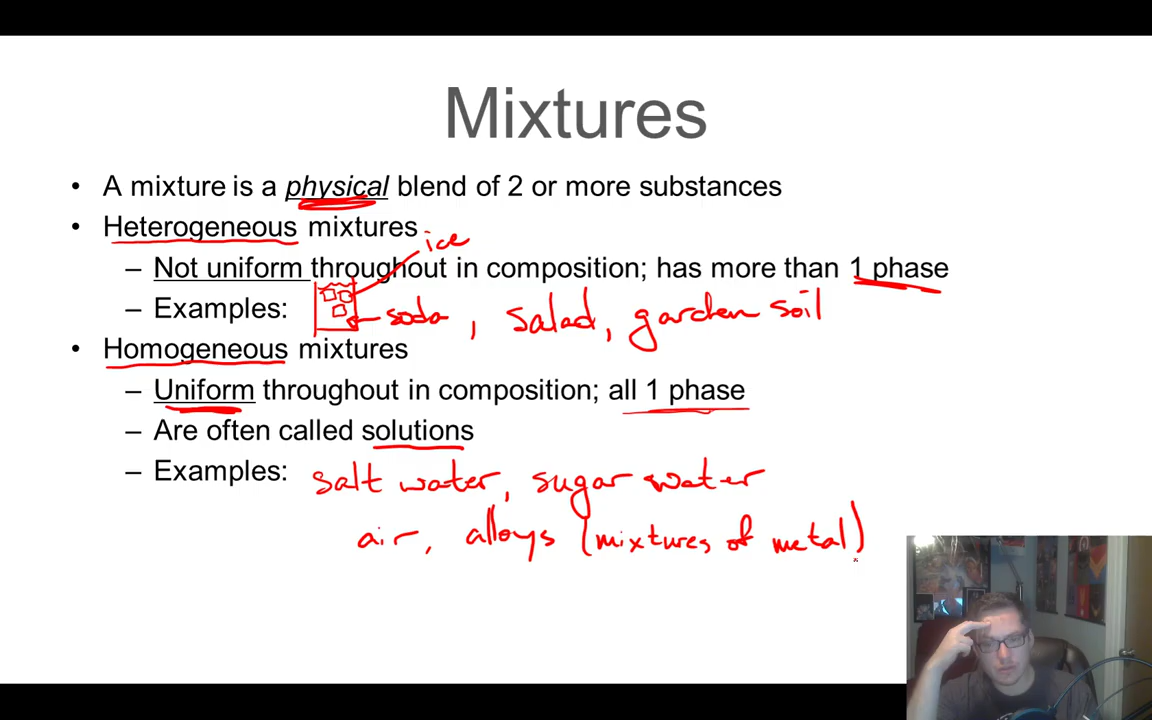 Mixtures
• A mixture is a physical blend of 2 or more substances
• Heterogeneous mixtures
ice
– Not uniform throughout in composition; has more than 1 phase
– Examples: soda, salad, garden soil
• Homogeneous mixtures
– Uniform throughout in composition; all 1 phase
– Are often called solutions
– Examples: salt water, sugar water
air, alloys (mixtures of metal)